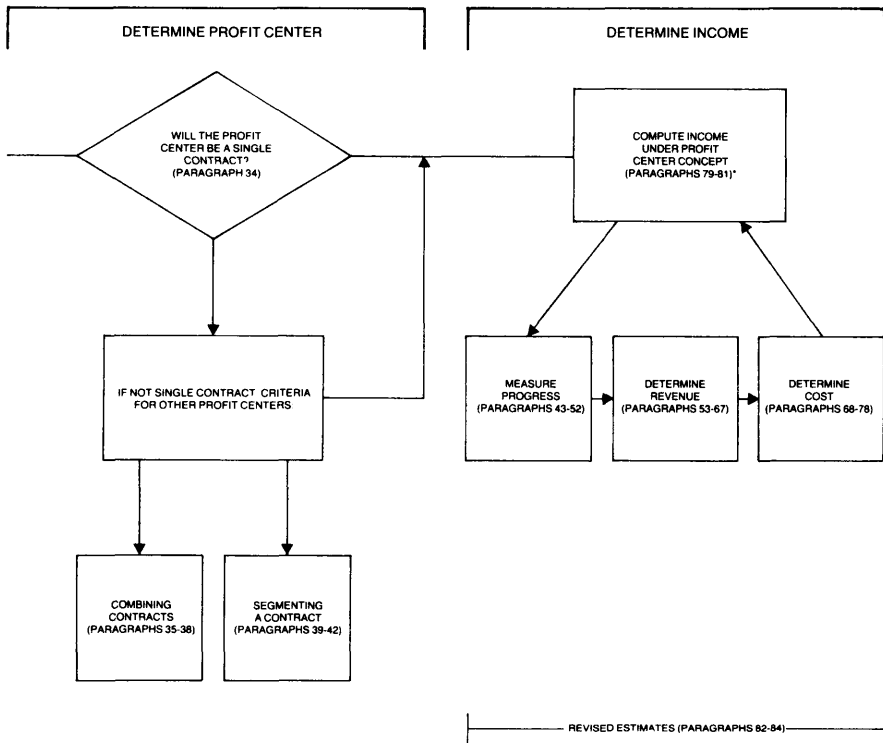 DETERMINE PROFIT CENTER
DETERMINE INCOME
WILL THE PROFIT
CENTER BE A SINGLE
CONTRACT?
(PARAGRAPH 34)
COMPUTE INCOME
UNDER PROFIT
CENTER CONCEPT
(PARAGRAPHS 79-81)*
IF NOT SINGLE CONTRACT CRITERIA
FOR OTHER PROFIT CENTERS
MEASURE
PROGRESS
(PARAGRAPHS 43-52)
DETERMINE
REVENUE
(PARAGRAPHS 53-67)
DETERMINE
COST
(PARAGRAPHS 68-78)
COMBINING
CONTRACTS
(PARAGRAPHS 35-38)
SEGMENTING
A CONTRACT
(PARAGRAPHS 39-42)
REVISED ESTIMATES (PARAGRAPHS 82-84)